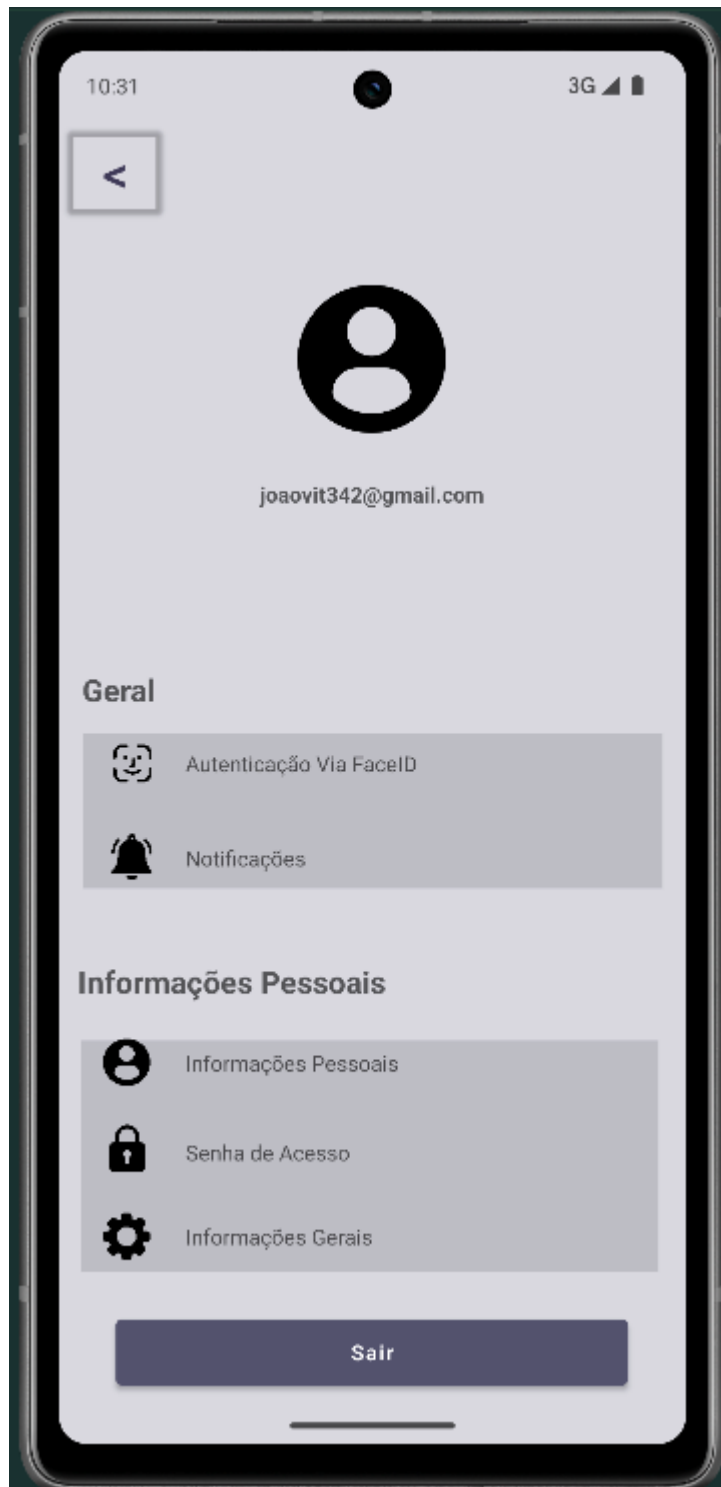 10:31
3G
<
joaovit342@gmail.com
Geral
Autenticação Via FaceID
Notificações
Informações Pessoais
Informações Pessoais
Senha de Acesso
Informações Gerais
Sair